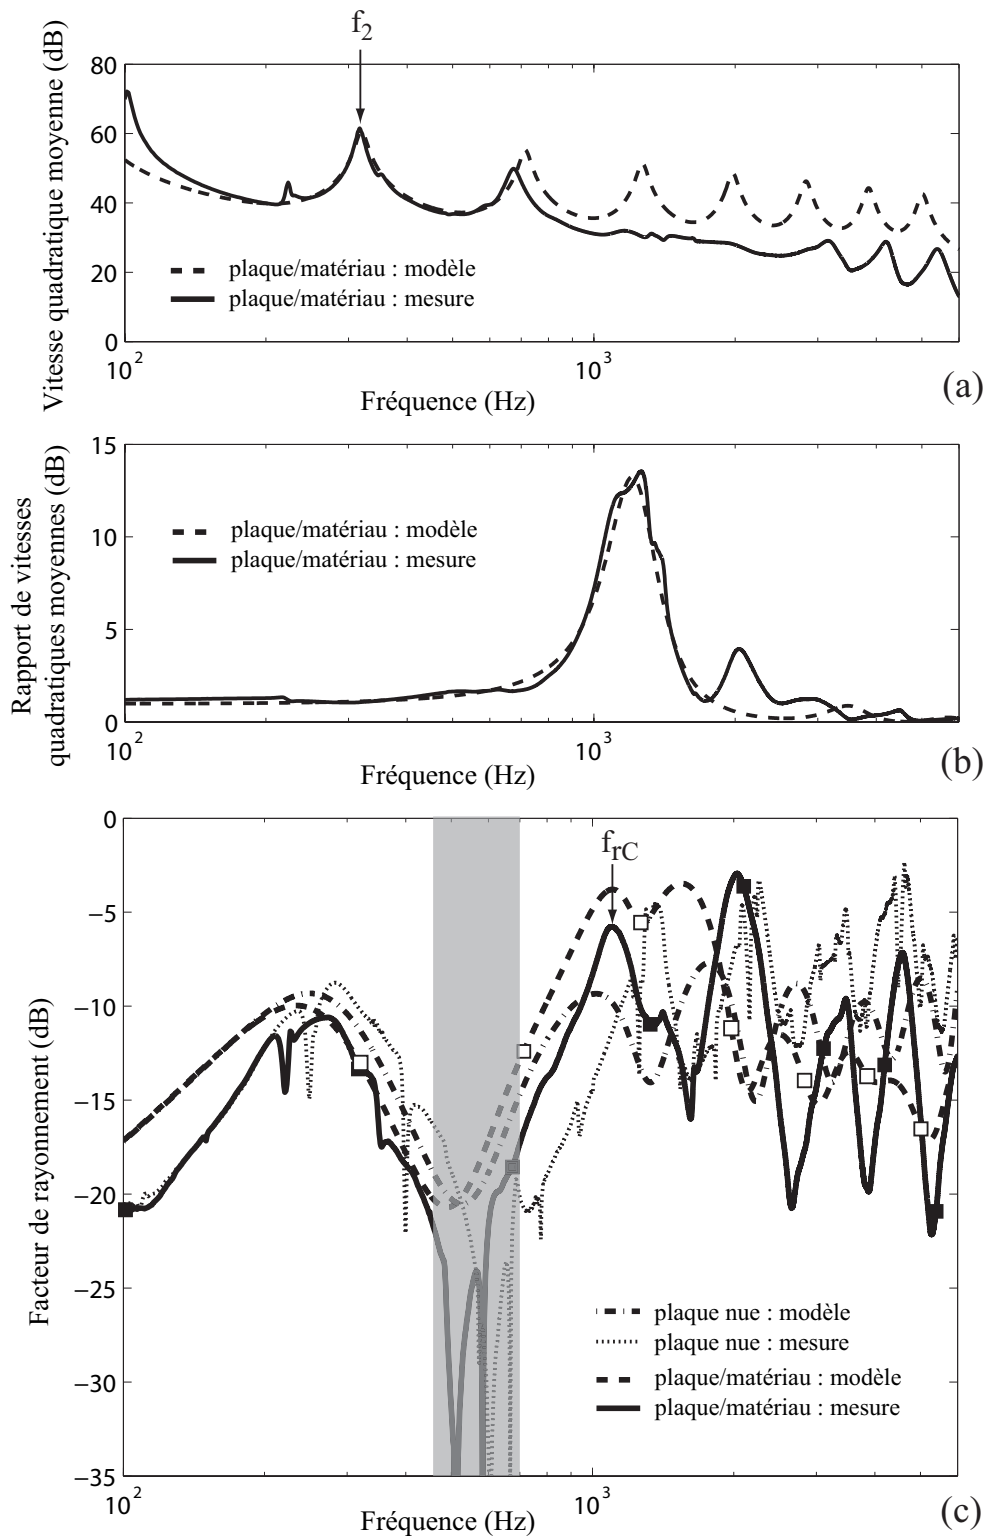 f2
Vitesse quadratique moyenne (dB)
80
60
40
20
0
plaque/matériau : modèle
plaque/matériau : mesure
10^2
10^3
Fréquence (Hz)
(a)
Rapport de vitesses
quadratiques moyennes (dB)
15
10
5
0
plaque/matériau : modèle
plaque/matériau : mesure
10^2
10^3
Fréquence (Hz)
(b)
Facteur de rayonnement (dB)
0
−5
−10
−15
−20
−25
−30
−35
frC
plaque nue : modèle
plaque nue : mesure
plaque/matériau : modèle
plaque/matériau : mesure
10^2
10^3
Fréquence (Hz)
(c)